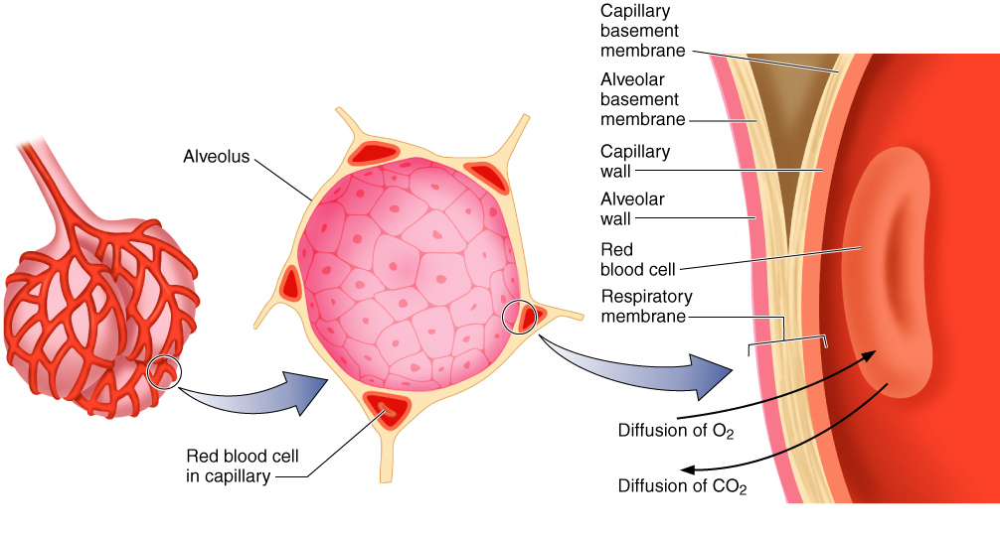 Alveolus
Red blood cell
in capillary
Capillary
basement
membrane
Alveolar
basement
membrane
Capillary
wall
Alveolar
wall
Red
blood cell
Respiratory
membrane
Diffusion of O₂
Diffusion of CO₂